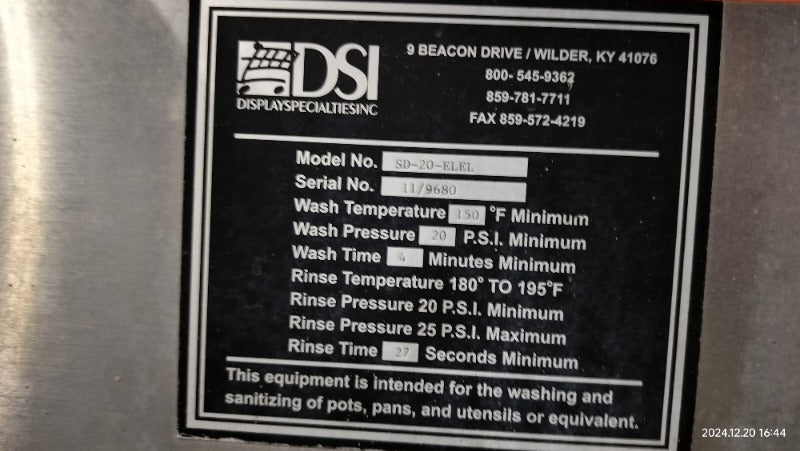 DSI
DISPLAYSPECIALTIESINC
9 BEACON DRIVE / WILDER, KY 41076
800- 545-9362
859-781-7711
FAX 859-572-4219
Model No. SD-20-ELEL
Serial No. 11/9680
Wash Temperature 150 °F Minimum
Wash Pressure 20 P.S.I. Minimum
Wash Time 4 Minutes Minimum
Rinse Temperature 180° TO 195°F
Rinse Pressure 20 P.S.I. Minimum
Rinse Pressure 25 P.S.I. Maximum
Rinse Time 27 Seconds Minimum
This equipment is intended for the washing and
sanitizing of pots, pans, and utensils or equivalent.
2024.12.20 16:44